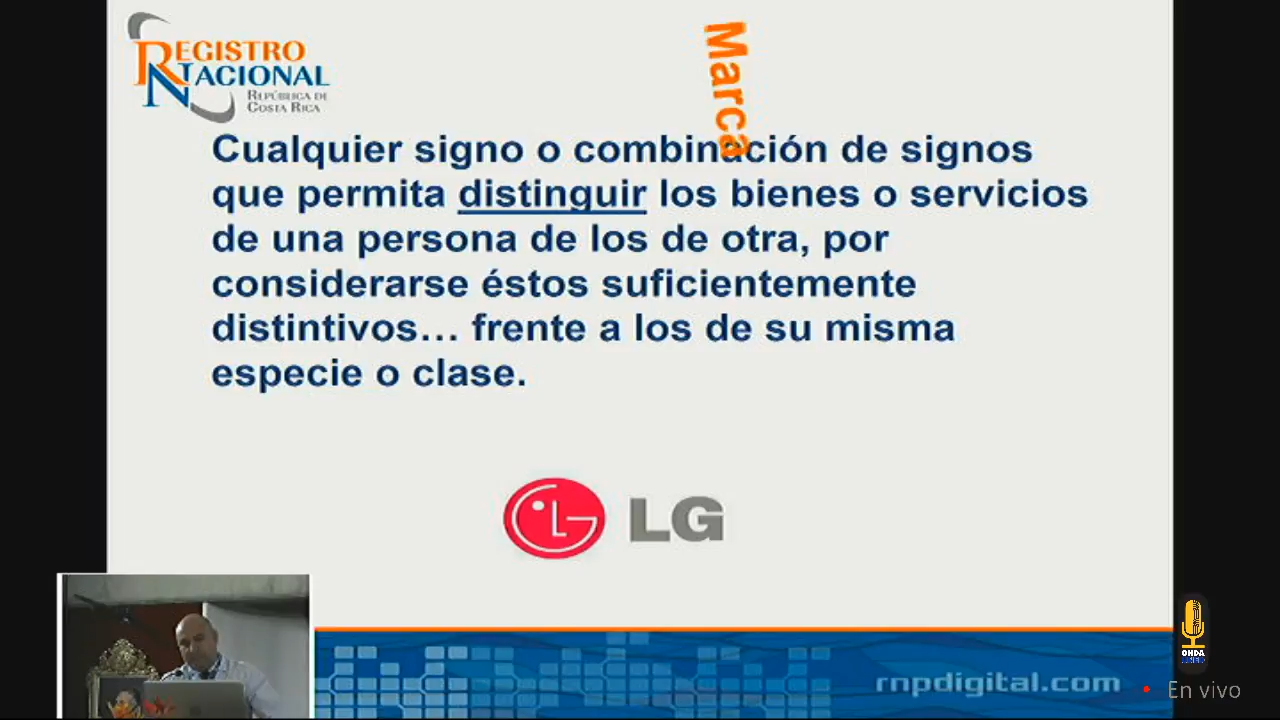 REGISTRO
NACIONAL
REPÚBLICA DE
COSTA RICA
Marca
Cualquier signo o combinación de signos
que permita distinguir los bienes o servicios
de una persona de los de otra, por
considerarse éstos suficientemente
distintivos… frente a los de su misma
especie o clase.
LG
rnpdigital.com
ONDA
UNED
• En vivo